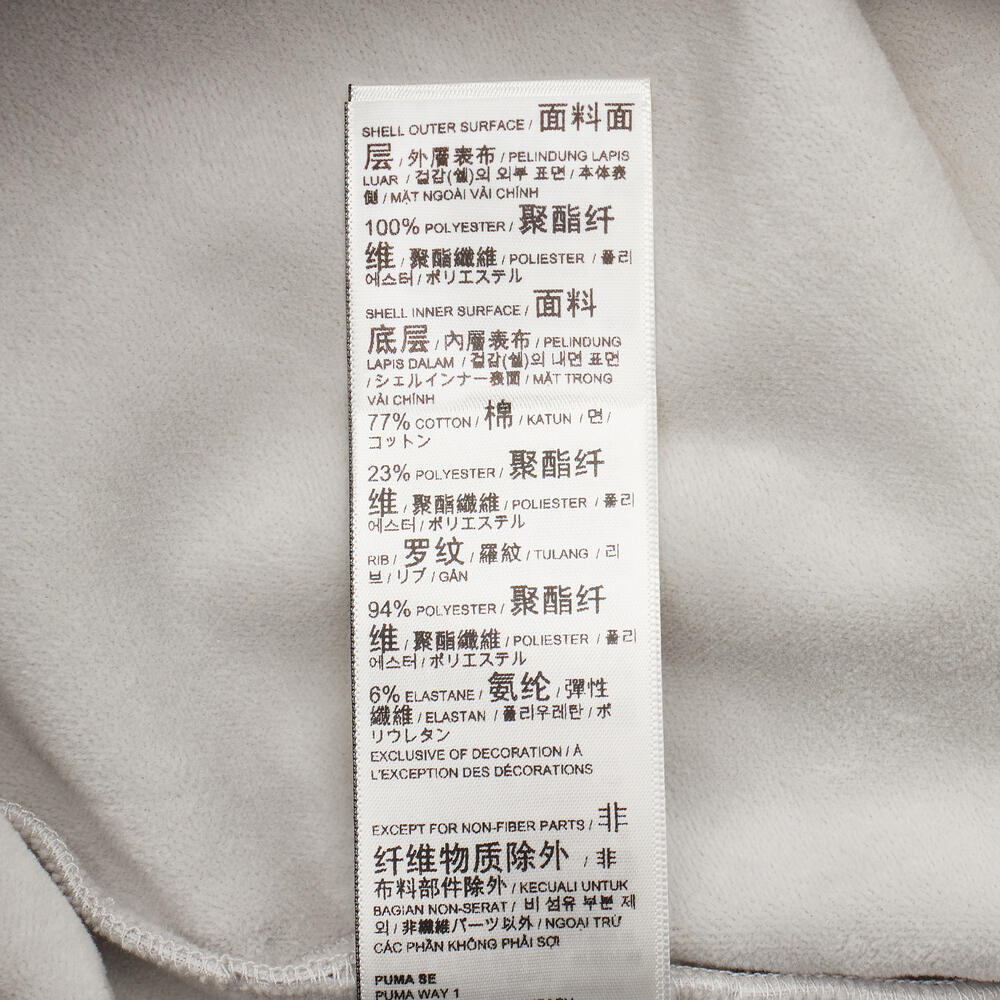 SHELL OUTER SURFACE / 面料面
层 / 外層表布 / PELINDUNG LAPIS
LUAR / 겉감(쉘)의 외부 표면 / 本体表
側 / MẶT NGOÀI VẢI CHÍNH
100% POLYESTER / 聚酯纤
维 / 聚酯纖維 / POLIESTER / 폴리
에스터 / ポリエステル
SHELL INNER SURFACE / 面料
底层 / 內層表布 / PELINDUNG
LAPIS DALAM / 겉감(쉘)의 내면 표면
/ シェルインナー表面 / MẶT TRONG
VẢI CHÍNH
77% COTTON / 棉 / KATUN / 면 /
コットン
23% POLYESTER / 聚酯纤
维 / 聚酯纖維 / POLIESTER / 폴리
에스터 / ポリエステル
RIB / 罗纹 / 羅紋 / TULANG / 리
브 / リブ / GÂN
94% POLYESTER / 聚酯纤
维 / 聚酯纖維 / POLIESTER / 폴리
에스터 / ポリエステル
6% ELASTANE / 氨纶 / 彈性
纖維 / ELASTAN / 폴리우레탄 / ポ
リウレタン
EXCLUSIVE OF DECORATION / À
L'EXCEPTION DES DÉCORATIONS
EXCEPT FOR NON-FIBER PARTS / 非
纤维物质除外 / 非
布料部件除外 / KECUALI UNTUK
BAGIAN NON-SERAT / 비 섬유 부분 제
외 / 非繊維パーツ以外 / NGOẠI TRỪ
CÁC PHẦN KHÔNG PHẢI SỢI
PUMA SE
PUMA WAY 1